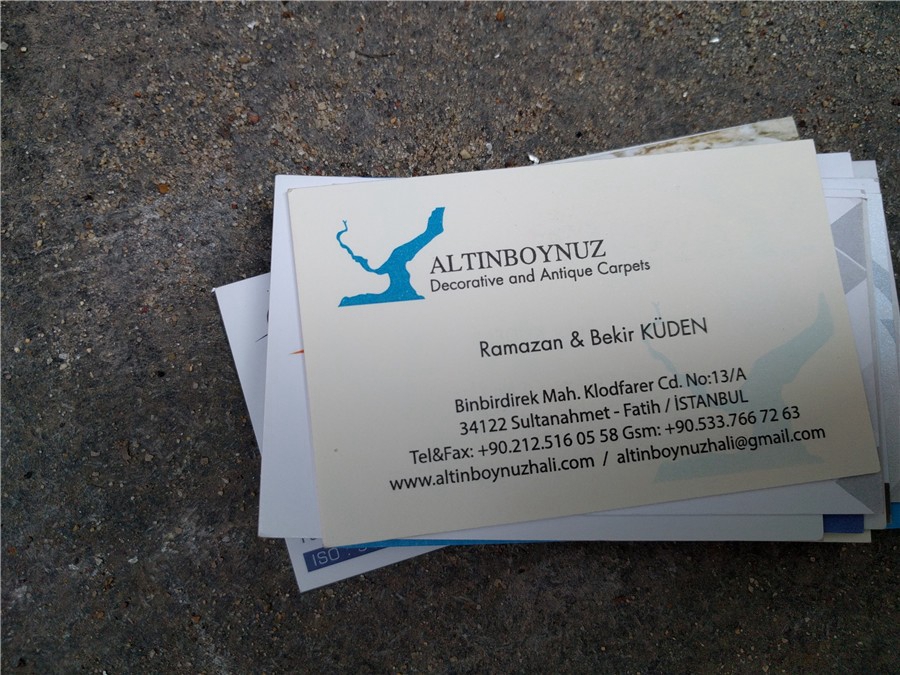 ALTINBOYNUZ
Decorative and Antique Carpets
Ramazan & Bekir KÜDEN
Binbirdirek Mah. Klodfarer Cd. No:13/A
34122 Sultanahmet - Fatih / İSTANBUL
Tel&Fax: +90.212.516 05 58 Gsm: +90.533.766 72 63
www.altinboynuzhali.com / altinboynuzhali@gmail.com
ISO